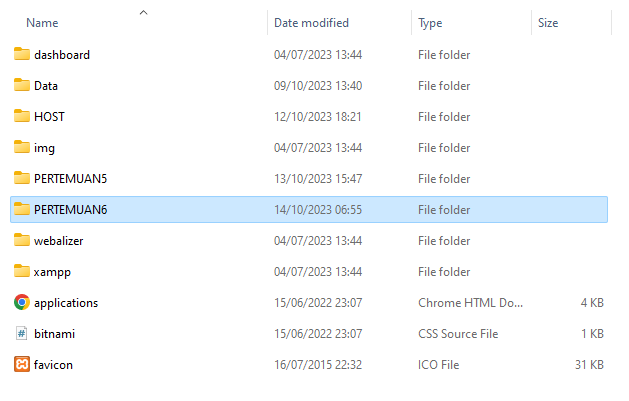 Name Date modified Type Size
dashboard 04/07/2023 13:44 File folder
Data 09/10/2023 13:40 File folder
HOST 12/10/2023 18:21 File folder
img 04/07/2023 13:44 File folder
PERTEMUAN5 13/10/2023 15:47 File folder
PERTEMUAN6 14/10/2023 06:55 File folder
webalizer 04/07/2023 13:44 File folder
xampp 04/07/2023 13:44 File folder
applications 15/06/2022 23:07 Chrome HTML Do... 4 KB
bitnami 15/06/2022 23:07 CSS Source File 1 KB
favicon 16/07/2015 22:32 ICO File 31 KB